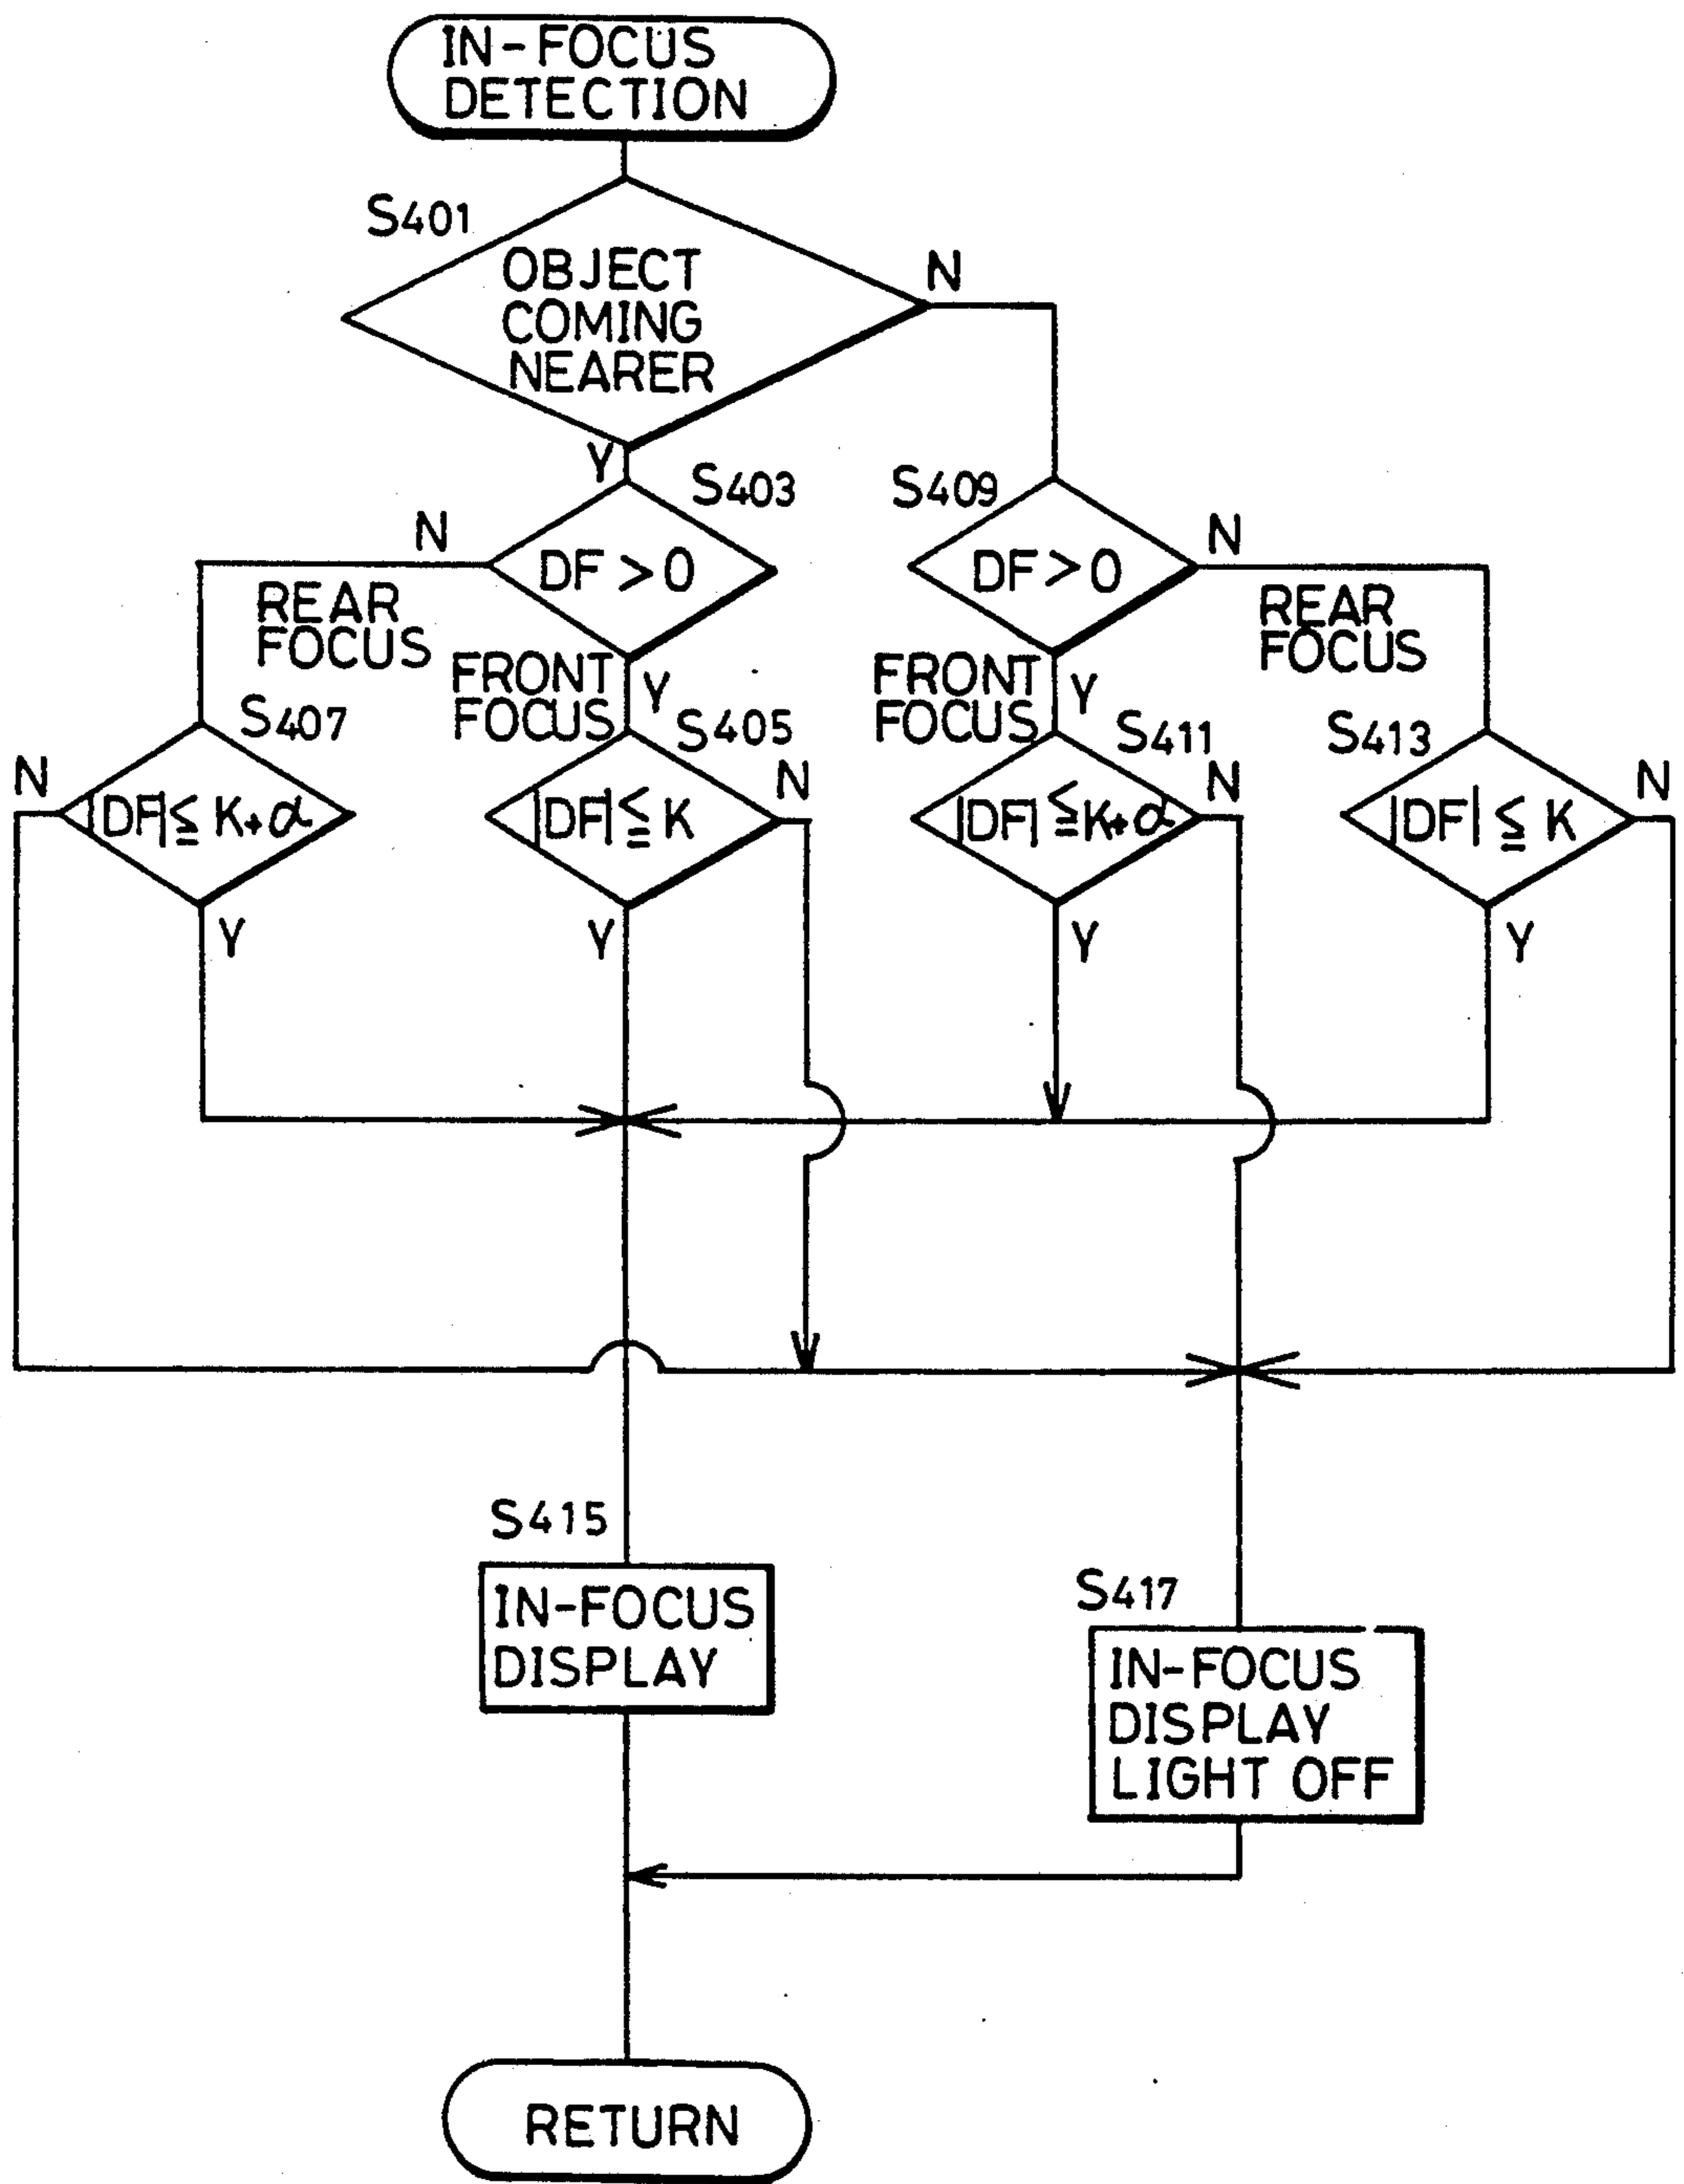 IN-FOCUS
DETECTION
S401
OBJECT
COMING
NEARER
N
Y
S403
S409
N
DF>0
DF>0
N
REAR
FOCUS
FRONT
FOCUS
Y
FRONT
FOCUS
Y
REAR
FOCUS
S407
S405
S411
S413
N
|DF|≦K+α
|DF|≦K
N
|DF|≦K+α
N
|DF|≦K
N
Y
Y
Y
Y
S415
IN-FOCUS
DISPLAY
S417
IN-FOCUS
DISPLAY
LIGHT OFF
RETURN